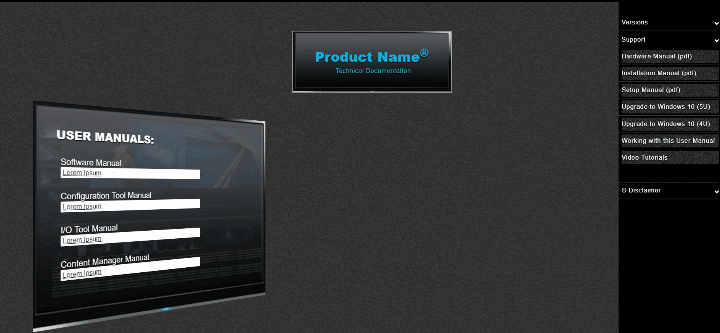 Product Name®
Technical Documentation
USER MANUALS:
Software Manual
Lorem Ipsum
Configuration Tool Manual
Lorem Ipsum
I/O Tool Manual
Lorem Ipsum
Content Manager Manual
Lorem Ipsum
Versions
Support
Hardware Manual (pdf)
Installation Manual (pdf)
Setup Manual (pdf)
Upgrade to Windows 10 (5U)
Upgrade to Windows 10 (4U)
Working with this User Manual
Video Tutorials
® Disclaimer